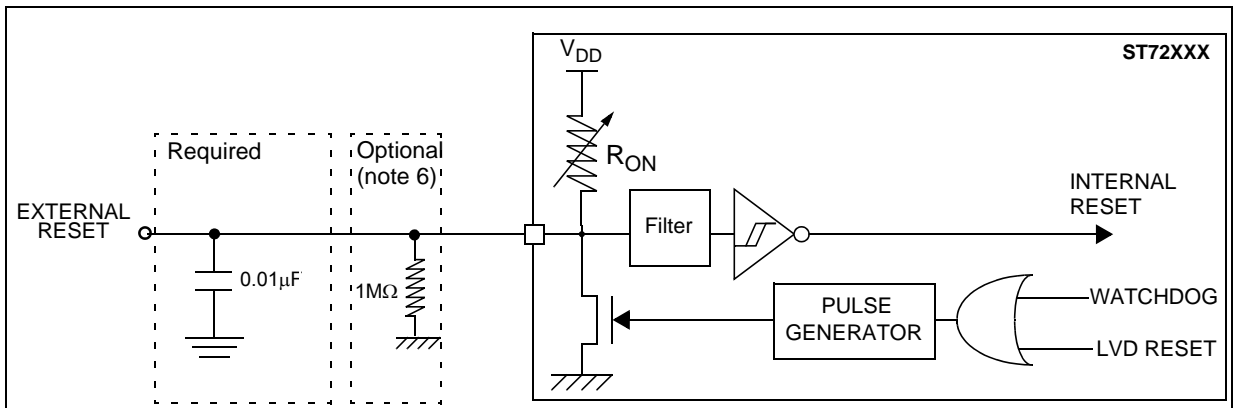 V_DD
ST72XXX
Required
Optional
(note 6)
R_ON
EXTERNAL
RESET
Filter
INTERNAL
RESET
0.01μF
1MΩ
PULSE
GENERATOR
WATCHDOG
LVD RESET